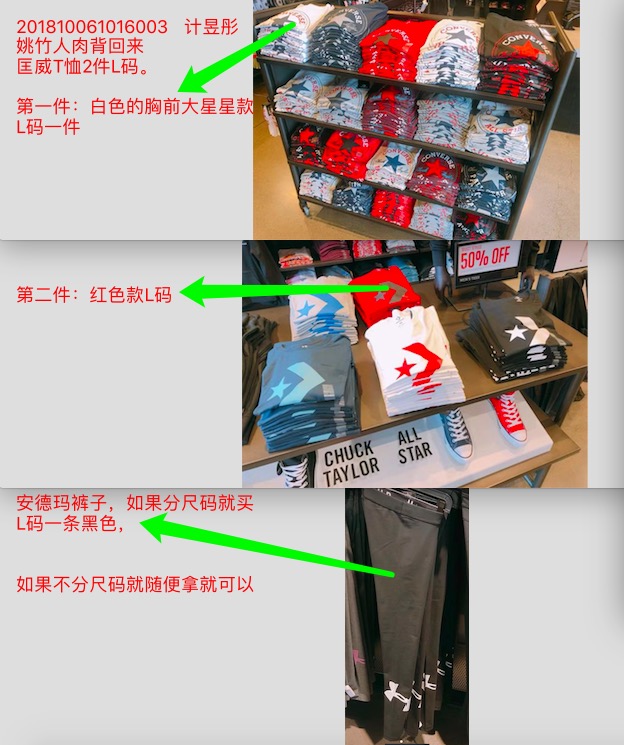 201810061016003 计昱彤
姚竹人肉背回来
匡威T恤2件L码。
第一件：白色的胸前大星星款
L码一件
CONVERSE
CONVERSE
CONVERSE
CONVERSE
第二件：红色款L码
50% OFF
CHUCK TAYLOR
ALL STAR
安德玛裤子，如果分尺码就买
L码一条黑色，
如果不分尺码就随便拿就可以